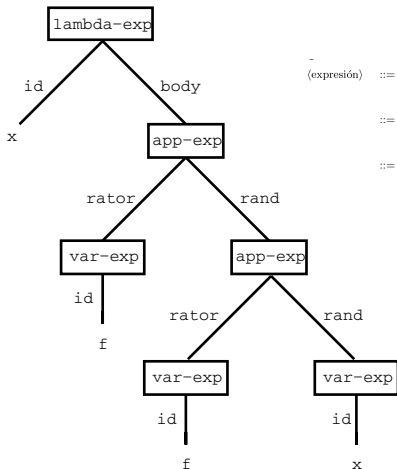 lambda-exp
id
body
⟨expresión⟩ ::=
x
app-exp
::=
::=
rator
rand
var-exp
app-exp
id
rator
rand
f
var-exp
var-exp
id
id
f
x